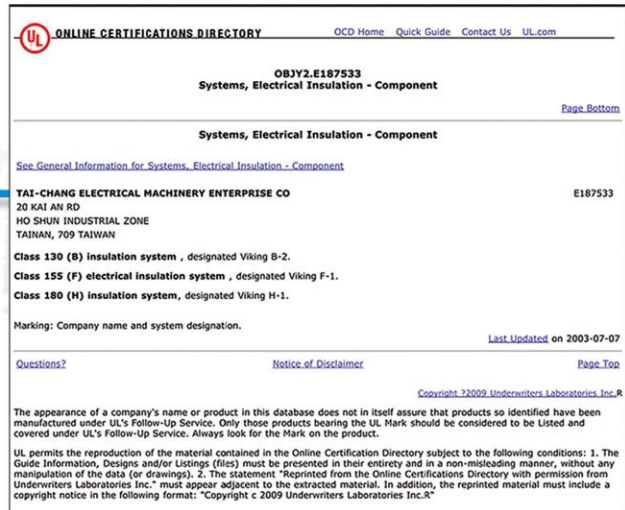 UL ONLINE CERTIFICATIONS DIRECTORY OCD Home Quick Guide Contact Us UL.com
OBJY2.E187533
Systems, Electrical Insulation - Component
Page Bottom
Systems, Electrical Insulation - Component
See General Information for Systems, Electrical Insulation - Component
TAI-CHANG ELECTRICAL MACHINERY ENTERPRISE CO E187533
20 KAI AN RD
HO SHUN INDUSTRIAL ZONE
TAINAN, 709 TAIWAN
Class 130 (B) insulation system , designated Viking B-2.
Class 155 (F) electrical insulation system , designated Viking F-1.
Class 180 (H) insulation system, designated Viking H-1.
Marking: Company name and system designation.
Last Updated on 2003-07-07
Questions? Notice of Disclaimer Page Top
Copyright ?2009 Underwriters Laboratories Inc.R
The appearance of a company's name or product in this database does not in itself assure that products so identified have been
manufactured under UL's Follow-Up Service. Only those products bearing the UL Mark should be considered to be Listed and
covered under UL's Follow-Up Service. Always look for the Mark on the product.
UL permits the reproduction of the material contained in the Online Certification Directory subject to the following conditions: 1. The
Guide Information, Designs and/or Listings (files) must be presented in their entirety and in a non-misleading manner, without any
manipulation of the data (or drawings). 2. The statement "Reprinted from the Online Certifications Directory with permission from
Underwriters Laboratories Inc." must appear adjacent to the extracted material. In addition, the reprinted material must include a
copyright notice in the following format: "Copyright c 2009 Underwriters Laboratories Inc.R"